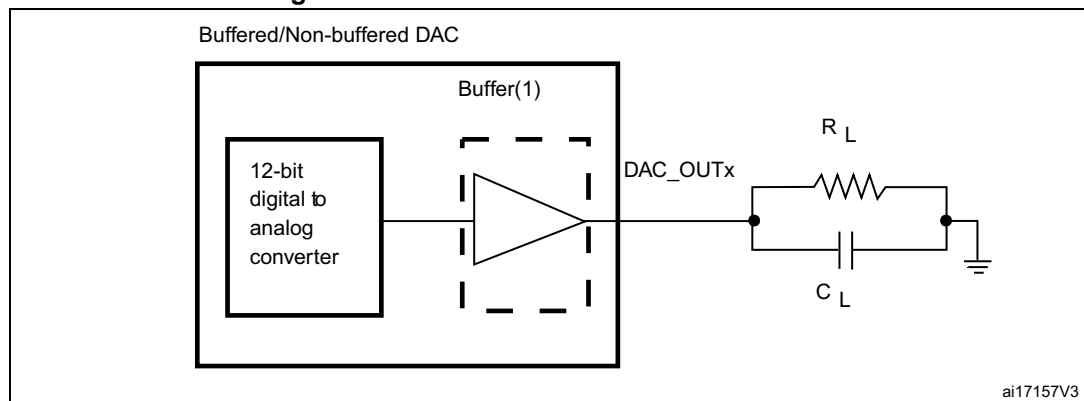 Buffered/Non-buffered DAC
Buffer(1)
12-bit
digital to
analog
converter
DAC_OUTx
R L
C L
ai17157V3